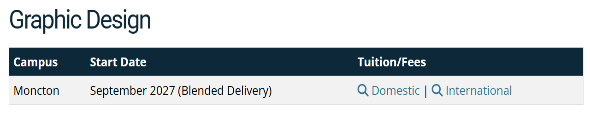 Graphic Design
Campus Start Date Tuition/Fees
Moncton September 2027 (Blended Delivery) Domestic | International